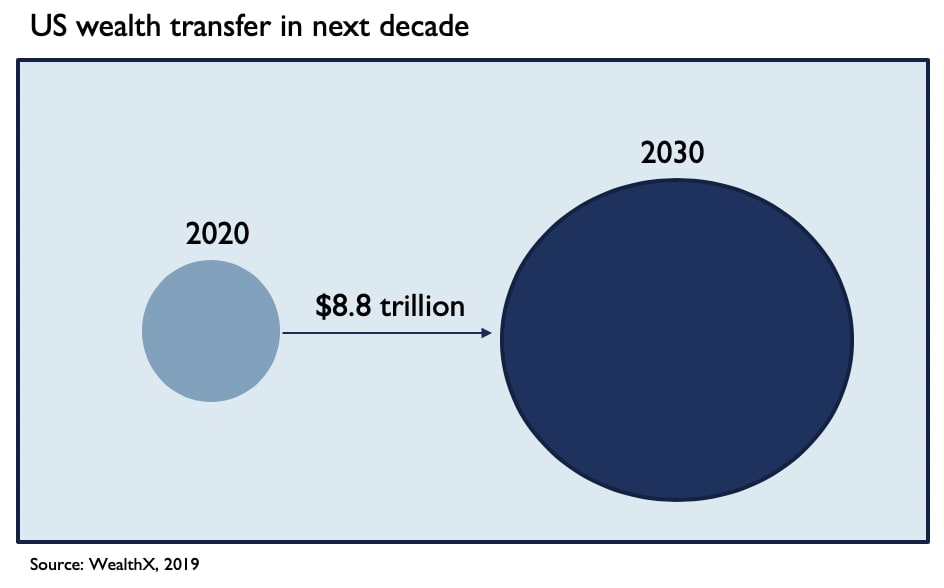 US wealth transfer in next decade
2030
2020
$8.8 trillion
Source: WealthX, 2019